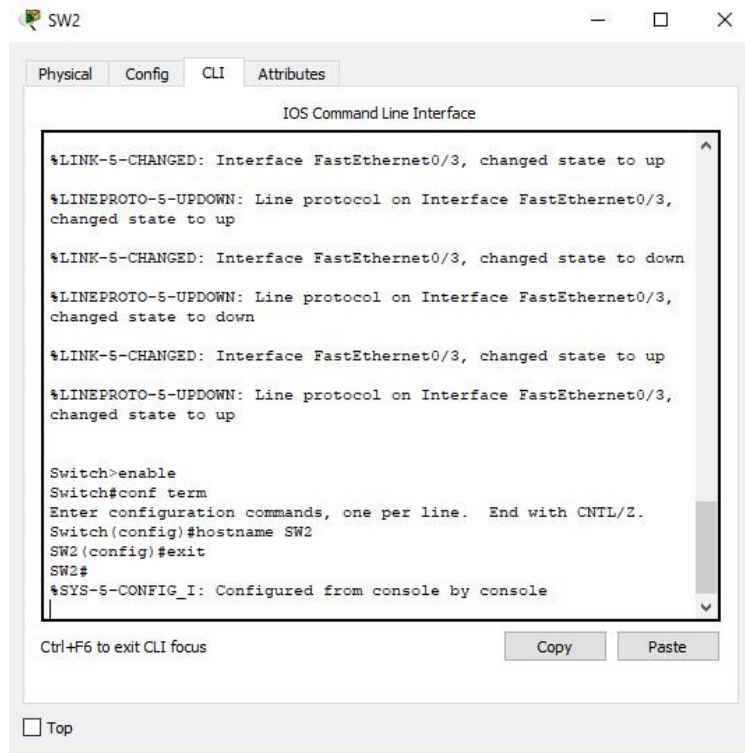 SW2
Physical Config CLI Attributes
IOS Command Line Interface
%LINK-5-CHANGED: Interface FastEthernet0/3, changed state to up
%LINEPROTO-5-UPDOWN: Line protocol on Interface FastEthernet0/3,
changed state to up
%LINK-5-CHANGED: Interface FastEthernet0/3, changed state to down
%LINEPROTO-5-UPDOWN: Line protocol on Interface FastEthernet0/3,
changed state to down
%LINK-5-CHANGED: Interface FastEthernet0/3, changed state to up
%LINEPROTO-5-UPDOWN: Line protocol on Interface FastEthernet0/3,
changed state to up
Switch>enable
Switch#conf term
Enter configuration commands, one per line.  End with CNTL/Z.
Switch(config)#hostname SW2
SW2(config)#exit
SW2#
%SYS-5-CONFIG_I: Configured from console by console
Ctrl+F6 to exit CLI focus
Copy Paste
Top